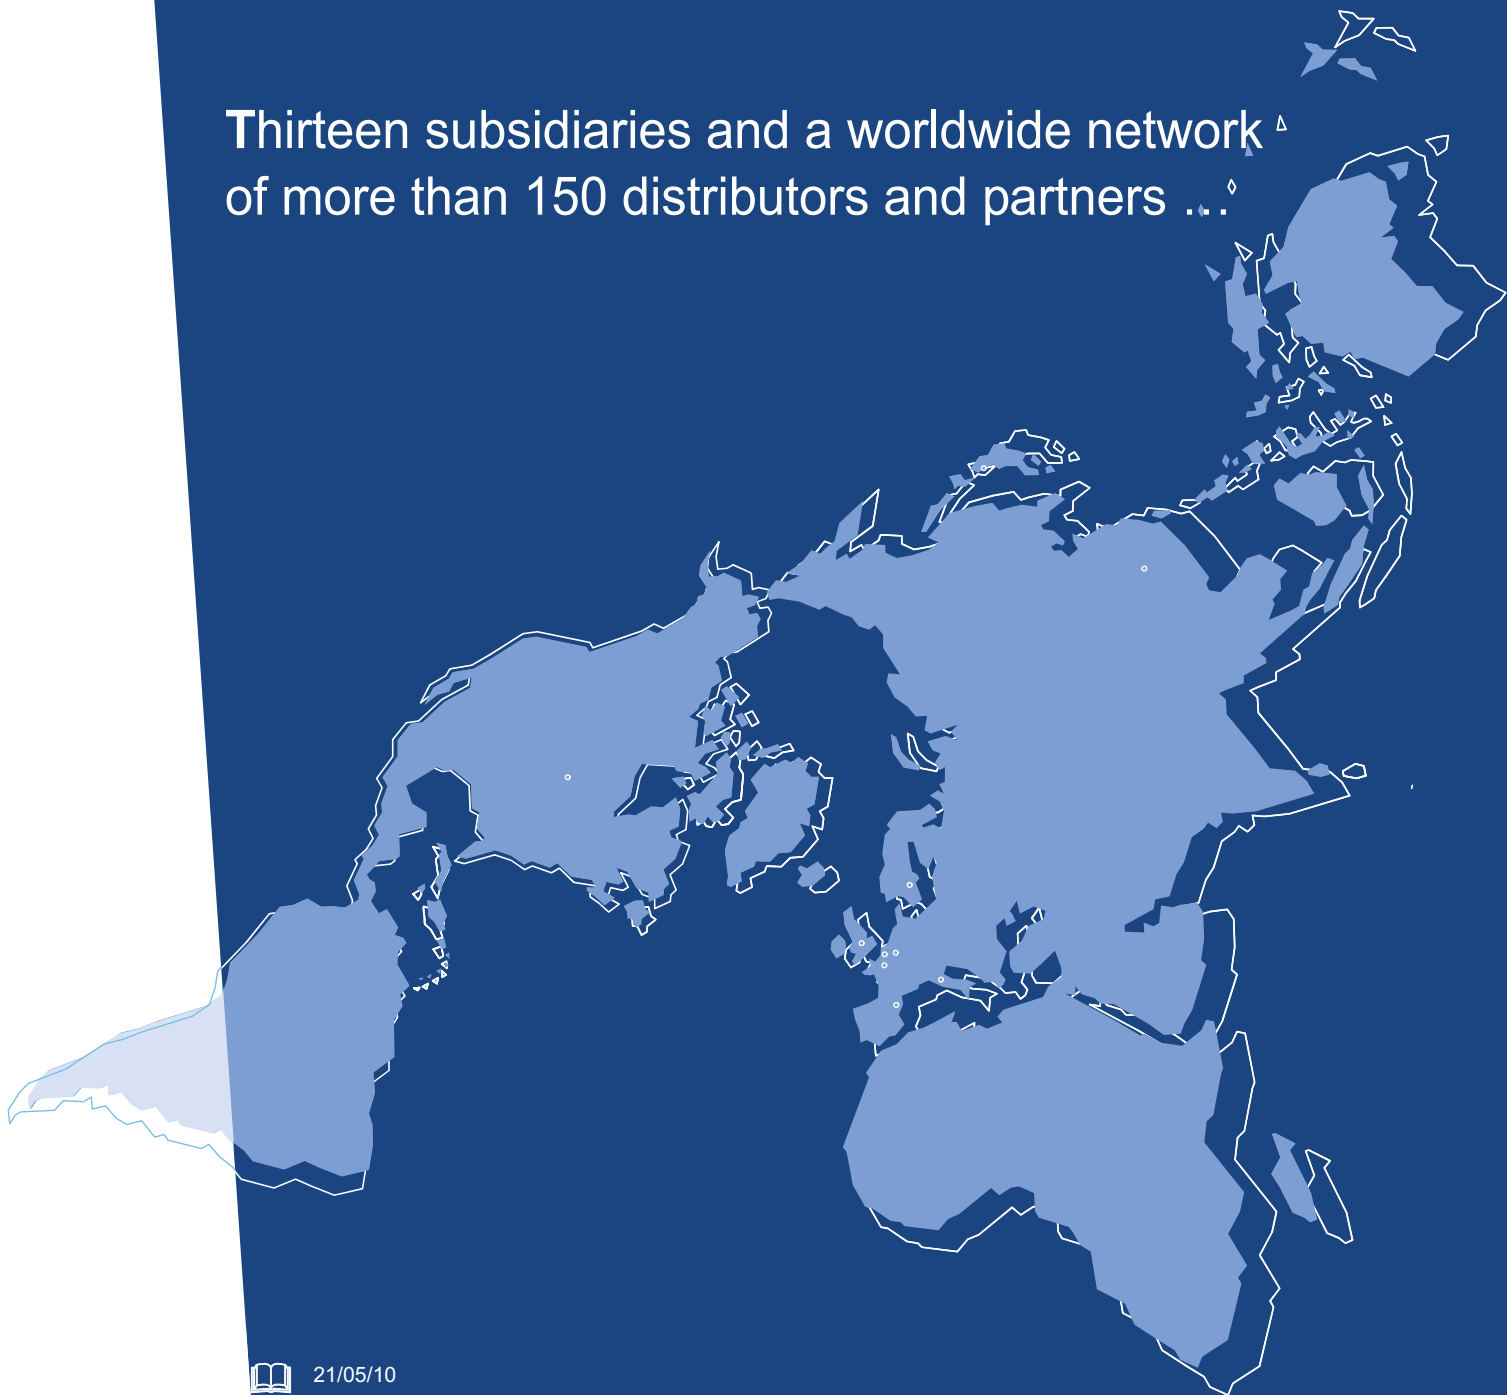 Thirteen subsidiaries and a worldwide network
of more than 150 distributors and partners ...
21/05/10